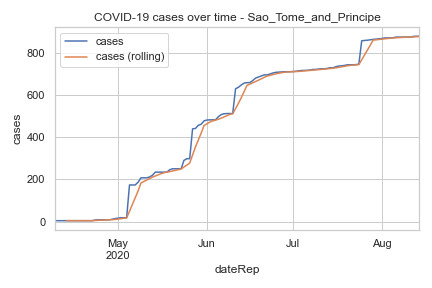 COVID-19 cases over time - Sao_Tome_and_Principe
cases
cases (rolling)
800
600
400
200
0
cases
May
2020
Jun
Jul
Aug
dateRep